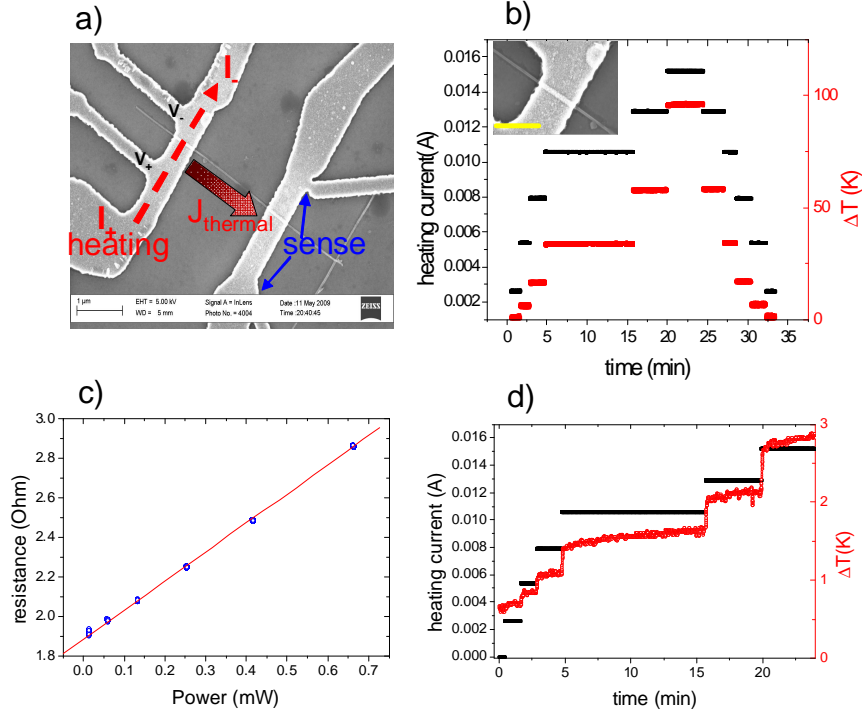 a)
I-
V-
V+
I+
heating
Jthermal
sense
1 µm
EHT = 5.00 kV
WD = 5 mm
Signal A = InLens
Photo No. = 4004
Date :11 May 2009
Time :20:40:45
ZEISS
b)
0.016
0.014
0.012
0.010
0.008
0.006
0.004
0.002
heating current(A)
100
50
0
ΔT (K)
0 5 10 15 20 25 30 35
time (min)
c)
3.0
2.8
2.6
2.4
2.2
2.0
1.8
resistance (Ohm)
0.0 0.1 0.2 0.3 0.4 0.5 0.6 0.7
Power (mW)
d)
0.016
0.014
0.012
0.010
0.008
0.006
0.004
0.002
0.000
heating current (A)
3
2
1
0
ΔT(K)
0 5 10 15 20
time (min)